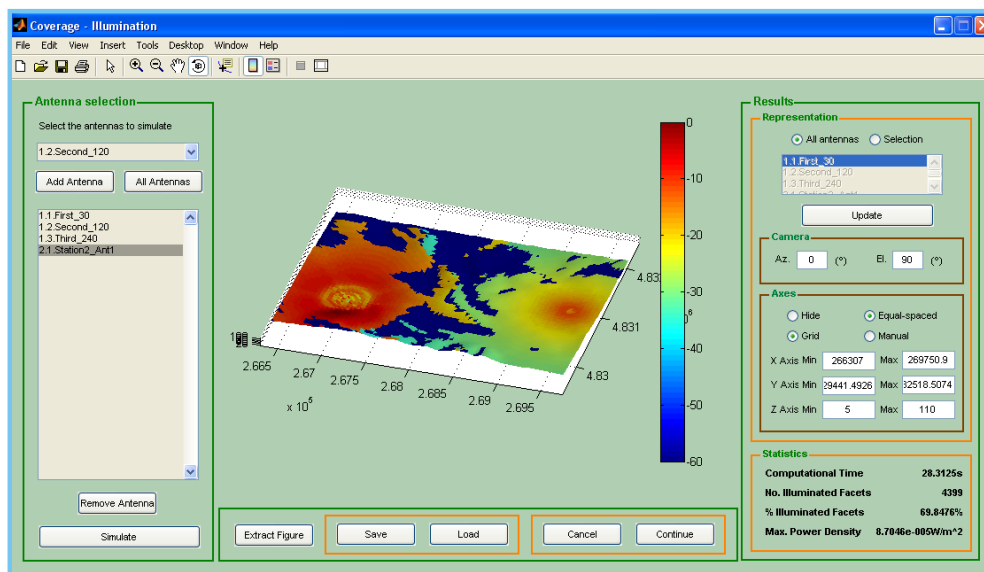 Coverage - Illumination
File Edit View Insert Tools Desktop Window Help
Antenna selection
Select the antennas to simulate
1.2.Second_120
Add Antenna
All Antennas
1.1.First_30
1.2.Second_120
1.3.Third_240
2.1.Station2_Ant1
Remove Antenna
Simulate
0
-10
-20
-30
-40
-50
-60
2.665
2.67
2.675
2.68
2.685
2.69
2.695
x 10⁵
4.83
4.831
4.83
6
Extract Figure
Save
Load
Cancel
Continue
Results
Representation
All antennas
Selection
1.1.First_30
1.2.Second_120
1.3.Third_240
2.1.Station2_Ant1
Update
Camera
Az. 0 (º) El. 90 (º)
Axes
Hide
Equal-spaced
Grid
Manual
X Axis Min 266307 Max 269750.9
Y Axis Min 29441.4926 Max 32518.5074
Z Axis Min 5 Max 110
Statistics
Computational Time 28.3125s
No. Illuminated Facets 4399
% Illuminated Facets 69.8476%
Max. Power Density 8.7046e-005W/m^2